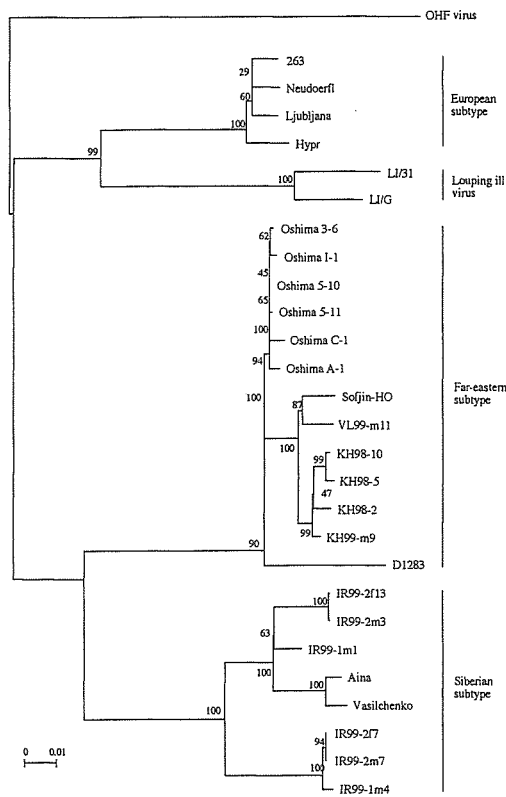 OHF virus
263
29
Neudoerfl
60
Ljubljana
100
Hypr
European
subtype
99
LI/31
100
LI/G
Louping ill
virus
Oshima 3-6
62
Oshima I-1
45
Oshima 5-10
65
Oshima 5-11
100
Oshima C-1
94
Oshima A-1
100
Sofjin-HO
87
VL99-m11
100
KH98-10
99
KH98-5
47
KH98-2
99
KH99-m9
90
D1283
Far-eastern
subtype
IR99-2f13
100
IR99-2m3
63
IR99-1m1
100
Aina
100
Vasilchenko
100
IR99-2f7
94
IR99-2m7
100
IR99-1m4
Siberian
subtype
0 0.01